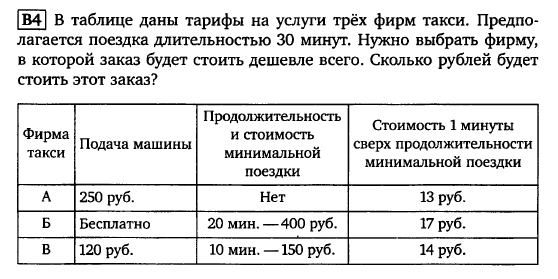 B4 В таблице даны тарифы на услуги трёх фирм такси. Предпо-
лагается поездка длительностью 30 минут. Нужно выбрать фирму,
в которой заказ будет стоить дешевле всего. Сколько рублей будет
стоить этот заказ?
Фирма такси
Подача машины
Продолжительность
и стоимость
минимальной
поездки
Стоимость 1 минуты
сверх продолжительности
минимальной поездки
А 250 руб. Нет 13 руб.
Б Бесплатно 20 мин. — 400 руб. 17 руб.
В 120 руб. 10 мин. — 150 руб. 14 руб.